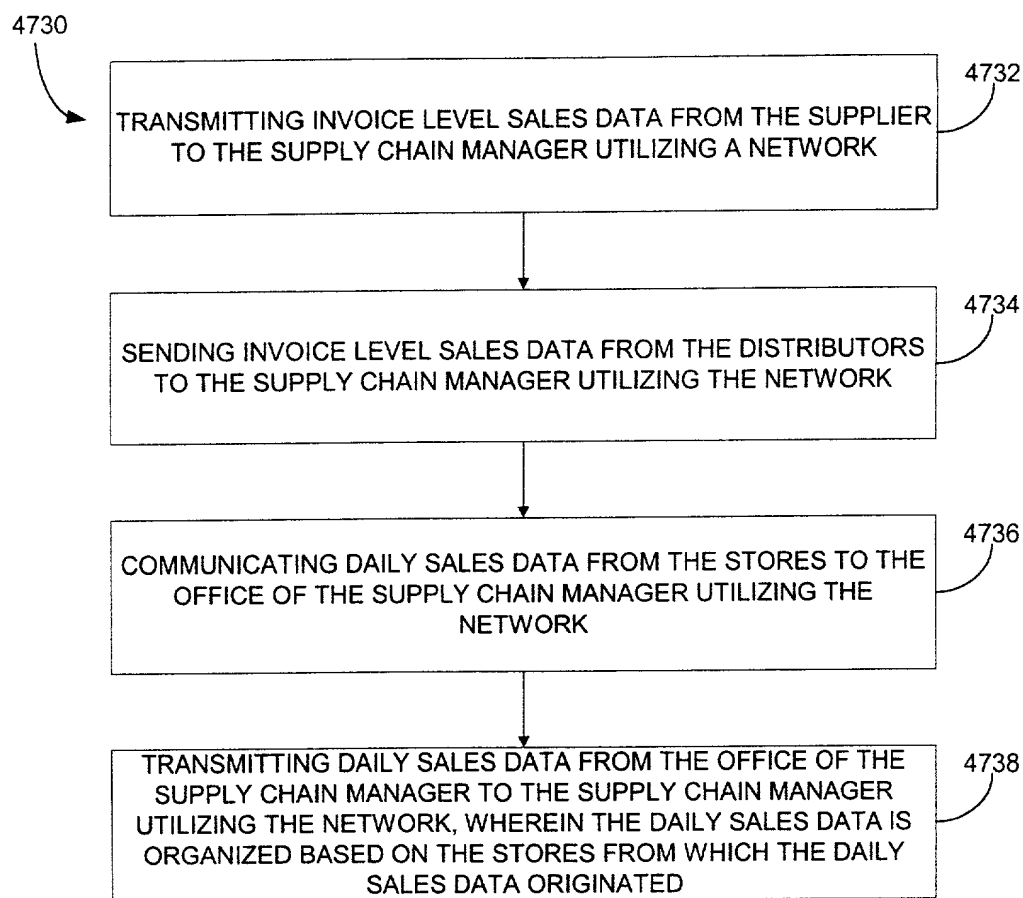 4730
4732
TRANSMITTING INVOICE LEVEL SALES DATA FROM THE SUPPLIER
TO THE SUPPLY CHAIN MANAGER UTILIZING A NETWORK
4734
SENDING INVOICE LEVEL SALES DATA FROM THE DISTRIBUTORS
TO THE SUPPLY CHAIN MANAGER UTILIZING THE NETWORK
4736
COMMUNICATING DAILY SALES DATA FROM THE STORES TO THE
OFFICE OF THE SUPPLY CHAIN MANAGER UTILIZING THE
NETWORK
4738
TRANSMITTING DAILY SALES DATA FROM THE OFFICE OF THE
SUPPLY CHAIN MANAGER TO THE SUPPLY CHAIN MANAGER
UTILIZING THE NETWORK, WHEREIN THE DAILY SALES DATA IS
ORGANIZED BASED ON THE STORES FROM WHICH THE DAILY
SALES DATA ORIGINATED